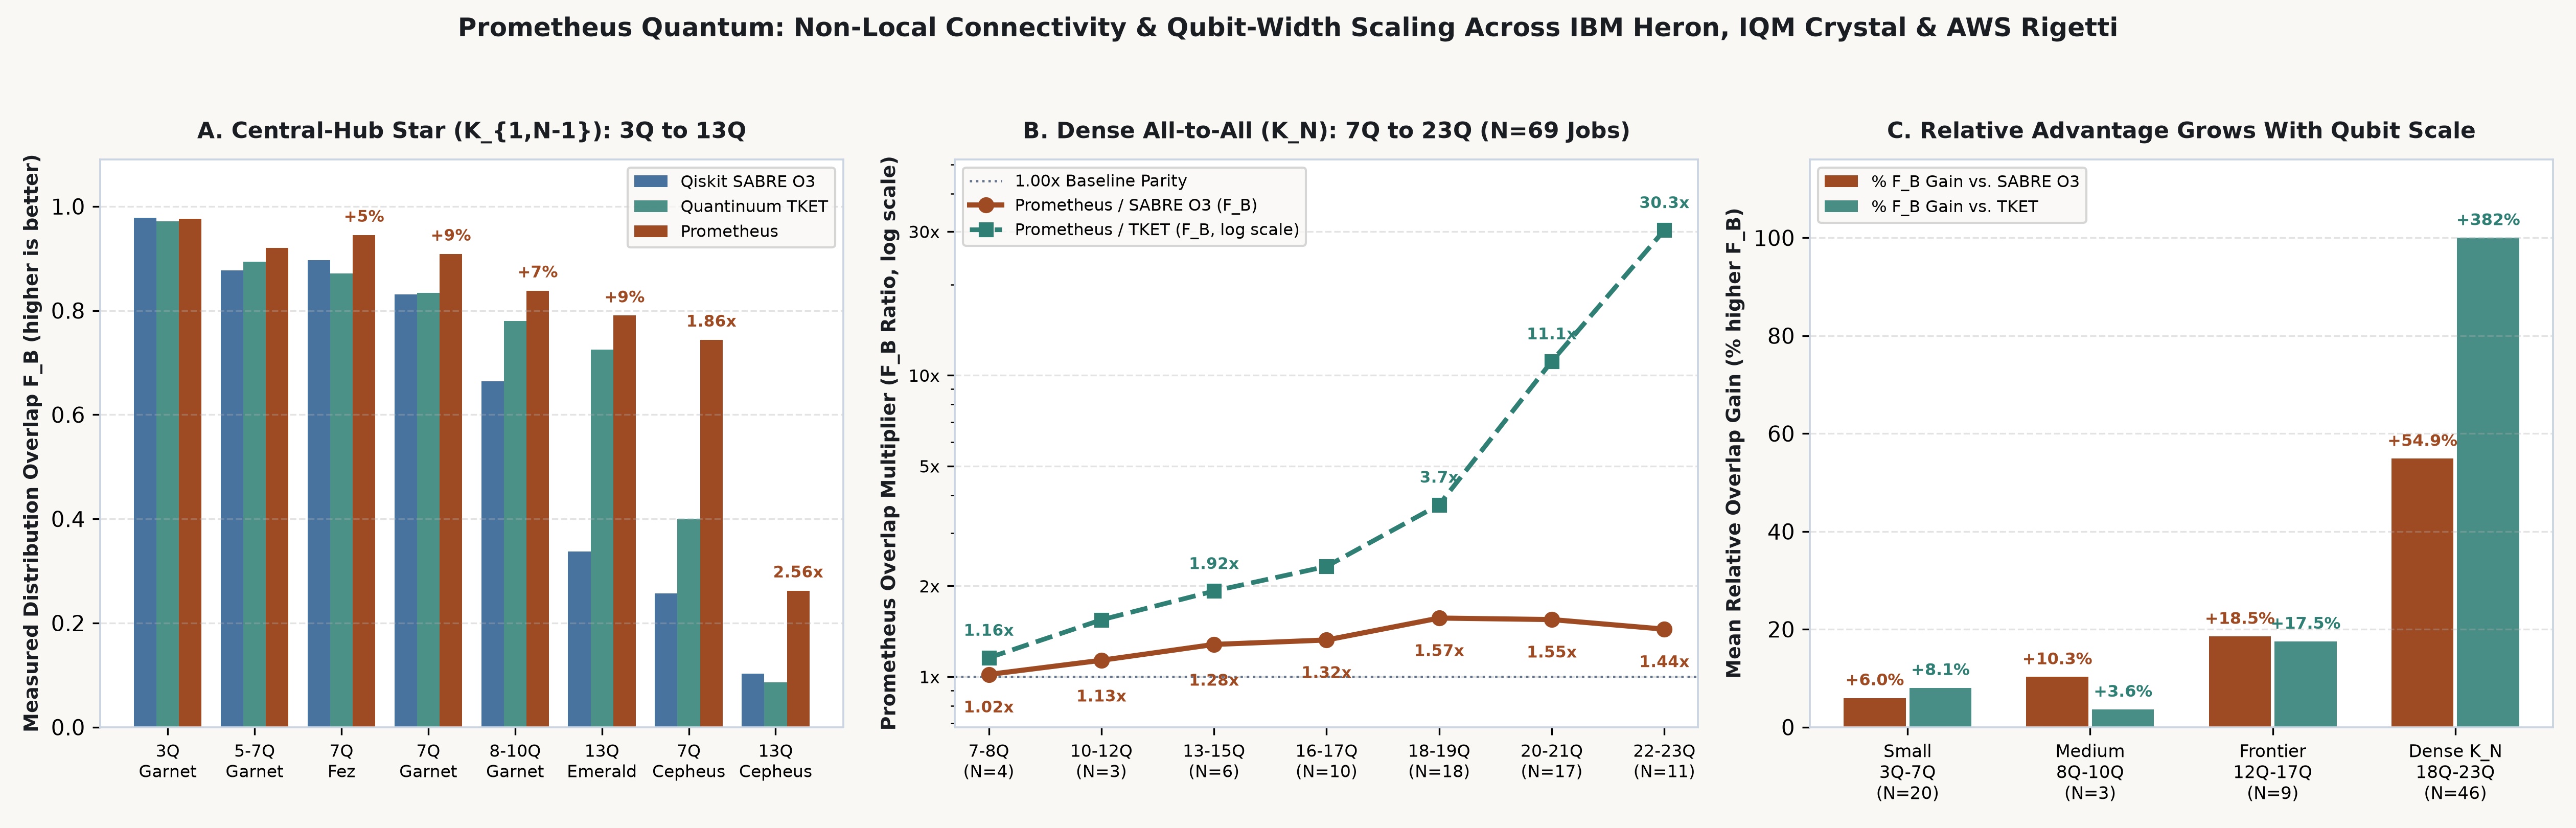 Prometheus Quantum: Non-Local Connectivity & Qubit-Width Scaling Across IBM Heron, IQM Crystal & AWS Rigetti
A. Central-Hub Star (K_{1,N-1}): 3Q to 13Q
Measured Distribution Overlap F_B (higher is better)
Qiskit SABRE O3
Quantinuum TKET
Prometheus
1.0
0.8
0.6
0.4
0.2
0.0
+5%
+9%
+7%
+9%
1.86x
2.56x
3Q
Garnet
5-7Q
Garnet
7Q
Fez
7Q
Garnet
8-10Q
Garnet
13Q
Emerald
7Q
Cepheus
13Q
Cepheus
B. Dense All-to-All (K_N): 7Q to 23Q (N=69 Jobs)
Prometheus Overlap Multiplier (F_B Ratio, log scale)
1.00x Baseline Parity
Prometheus / SABRE O3 (F_B)
Prometheus / TKET (F_B, log scale)
30x
10x
5x
2x
1x
1.16x
1.92x
3.7x
11.1x
30.3x
1.02x
1.13x
1.28x
1.32x
1.57x
1.55x
1.44x
7-8Q
(N=4)
10-12Q
(N=3)
13-15Q
(N=6)
16-17Q
(N=10)
18-19Q
(N=18)
20-21Q
(N=17)
22-23Q
(N=11)
C. Relative Advantage Grows With Qubit Scale
Mean Relative Overlap Gain (% higher F_B)
% F_B Gain vs. SABRE O3
% F_B Gain vs. TKET
100
80
60
40
20
0
+6.0%
+8.1%
+10.3%
+3.6%
+18.5%
+17.5%
+54.9%
+382%
Small
3Q-7Q
(N=20)
Medium
8Q-10Q
(N=3)
Frontier
12Q-17Q
(N=9)
Dense K_N
18Q-23Q
(N=46)